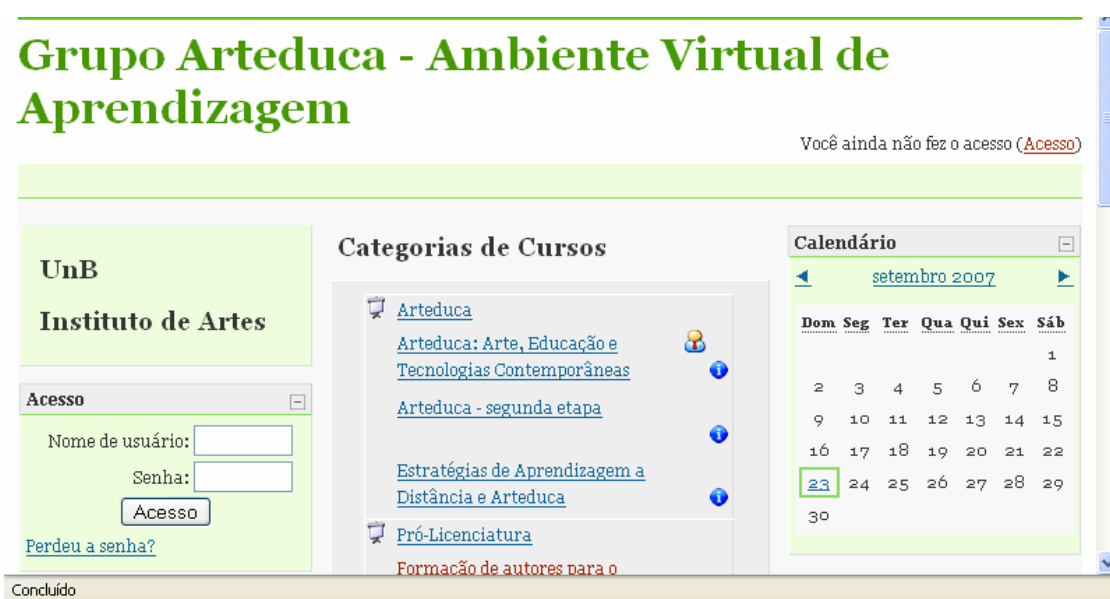 Grupo Arteduca - Ambiente Virtual de
Aprendizagem
Você ainda não fez o acesso (Acesso)
UnB
Instituto de Artes
Acesso
Nome de usuário:
Senha:
Acesso
Perdeu a senha?
Categorias de Cursos
Arteduca
Arteduca: Arte, Educação e
Tecnologias Contemporâneas
Arteduca - segunda etapa
Estratégias de Aprendizagem a
Distância e Arteduca
Pró-Licenciatura
Formação de autores para o
Calendário
setembro 2007
Dom Seg Ter Qua Qui Sex Sáb
1
2 3 4 5 6 7 8
9 10 11 12 13 14 15
16 17 18 19 20 21 22
23 24 25 26 27 28 29
30
Concluído